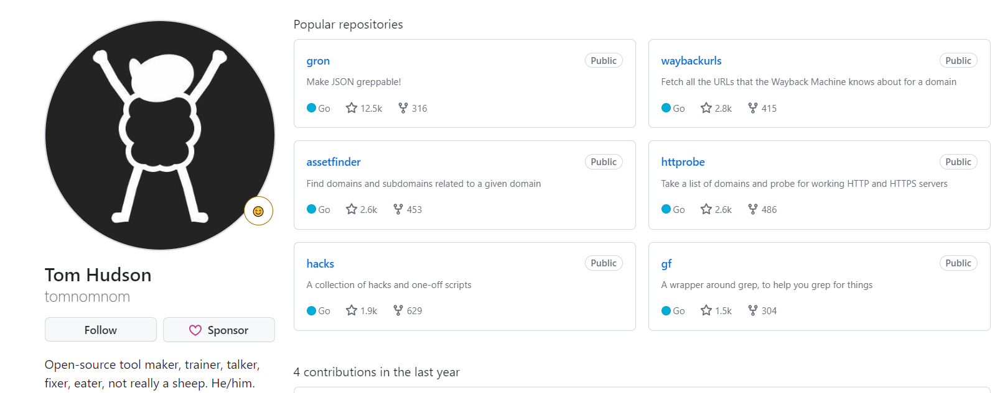 Popular repositories
gron Public
Make JSON greppable!
Go 12.5k 316
waybackurls Public
Fetch all the URLs that the Wayback Machine knows about for a domain
Go 2.8k 415
assetfinder Public
Find domains and subdomains related to a given domain
Go 2.6k 453
httprobe Public
Take a list of domains and probe for working HTTP and HTTPS servers
Go 2.6k 486
hacks Public
A collection of hacks and one-off scripts
Go 1.9k 629
gf Public
A wrapper around grep, to help you grep for things
Go 1.5k 304
Tom Hudson
tomnomnom
Follow Sponsor
Open-source tool maker, trainer, talker,
fixer, eater, not really a sheep. He/him.
4 contributions in the last year